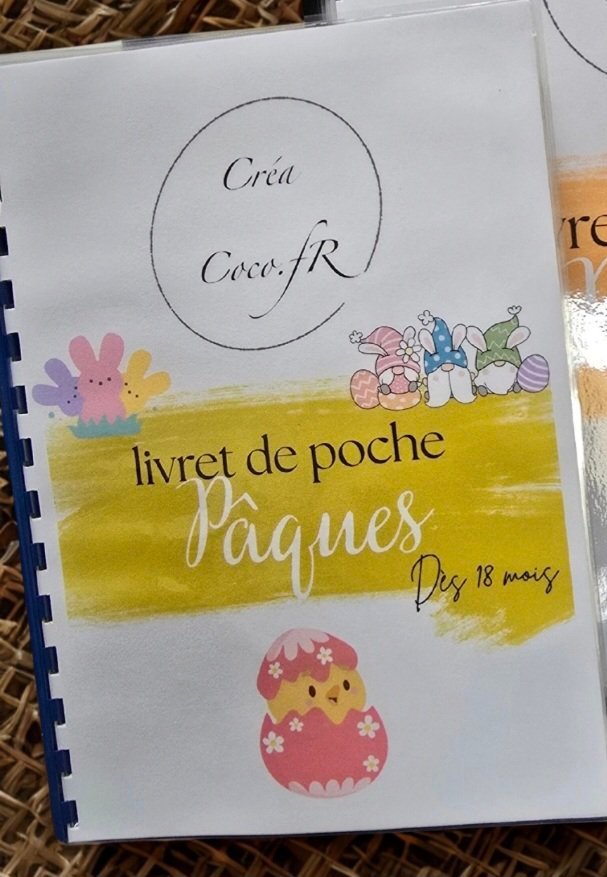 Créa
Coco.fR
livret de poche
Pâques
Dès 18 mois